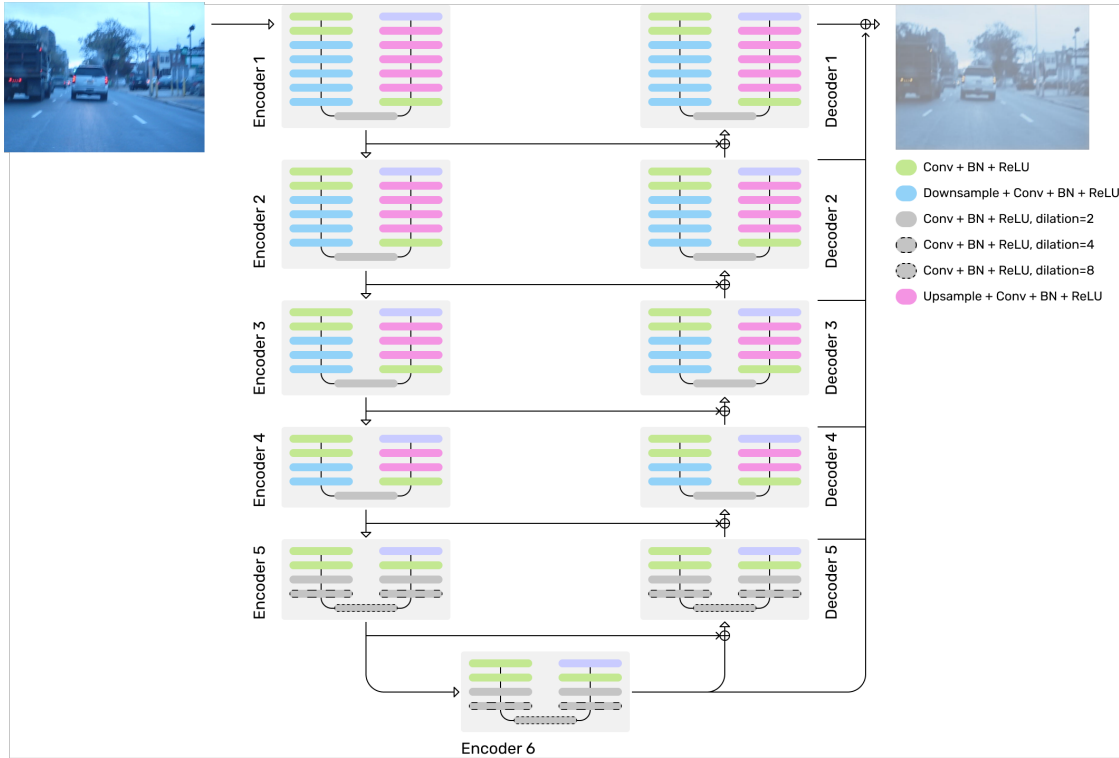 Encoder 1
Decoder 1
Encoder 2
Decoder 2
Encoder 3
Decoder 3
Encoder 4
Decoder 4
Encoder 5
Decoder 5
Encoder 6
Conv + BN + ReLU
Downsample + Conv + BN + ReLU
Conv + BN + ReLU, dilation=2
Conv + BN + ReLU, dilation=4
Conv + BN + ReLU, dilation=8
Upsample + Conv + BN + ReLU